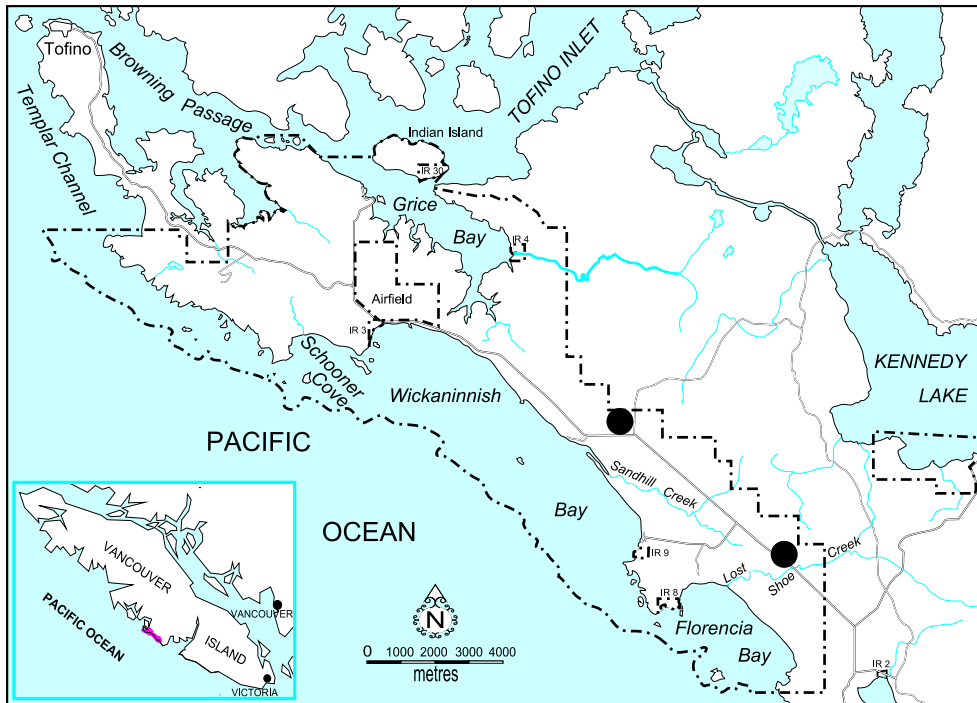 Tofino
Browning Passage
TOFINO INLET
Templar Channel
Indian Island
IR 30
Grice
Bay
IR 4
Airfield
IR 3
Schooner
Cove
Wickaninnish
KENNEDY
LAKE
PACIFIC
OCEAN
Sandhill Creek
Bay
IR 9
Lost Shoe Creek
IR 8
Florencia
Bay
IR 2
N
0 1000 2000 3000 4000
metres
VANCOUVER
ISLAND
VANCOUVER
PACIFIC OCEAN
VICTORIA